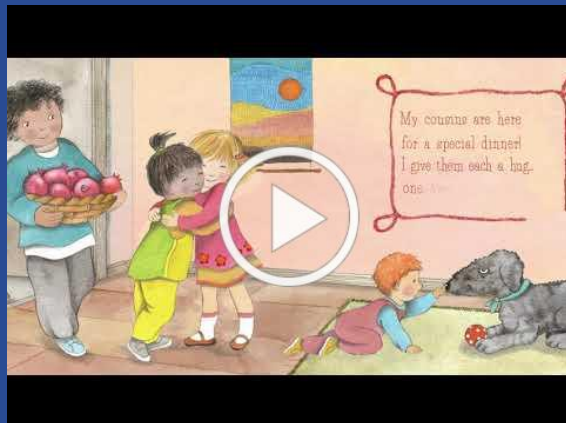 My cousins are here
for a special dinner!
I give them each a hug.
one